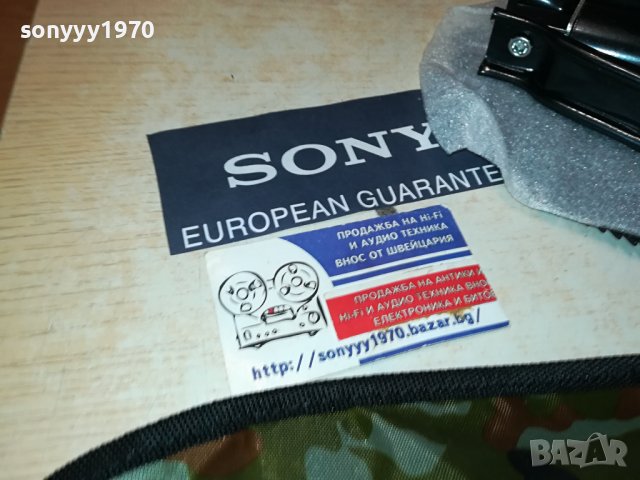 sonyyy1970
SONY
EUROPEAN GUARANTE
ПРОДАЖБА НА Hi-Fi
И АУДИО ТЕХНИКА
ВНОС ОТ ШВЕЙЦАРИЯ
ПРОДАЖБА НА АНТИКИ И
Hi-Fi И АУДИО ТЕХНИКА ВНОС
ЕЛЕКТРОНИКА И БИТОВ
http://sonyyy1970.bazar.bg/
BAZAR